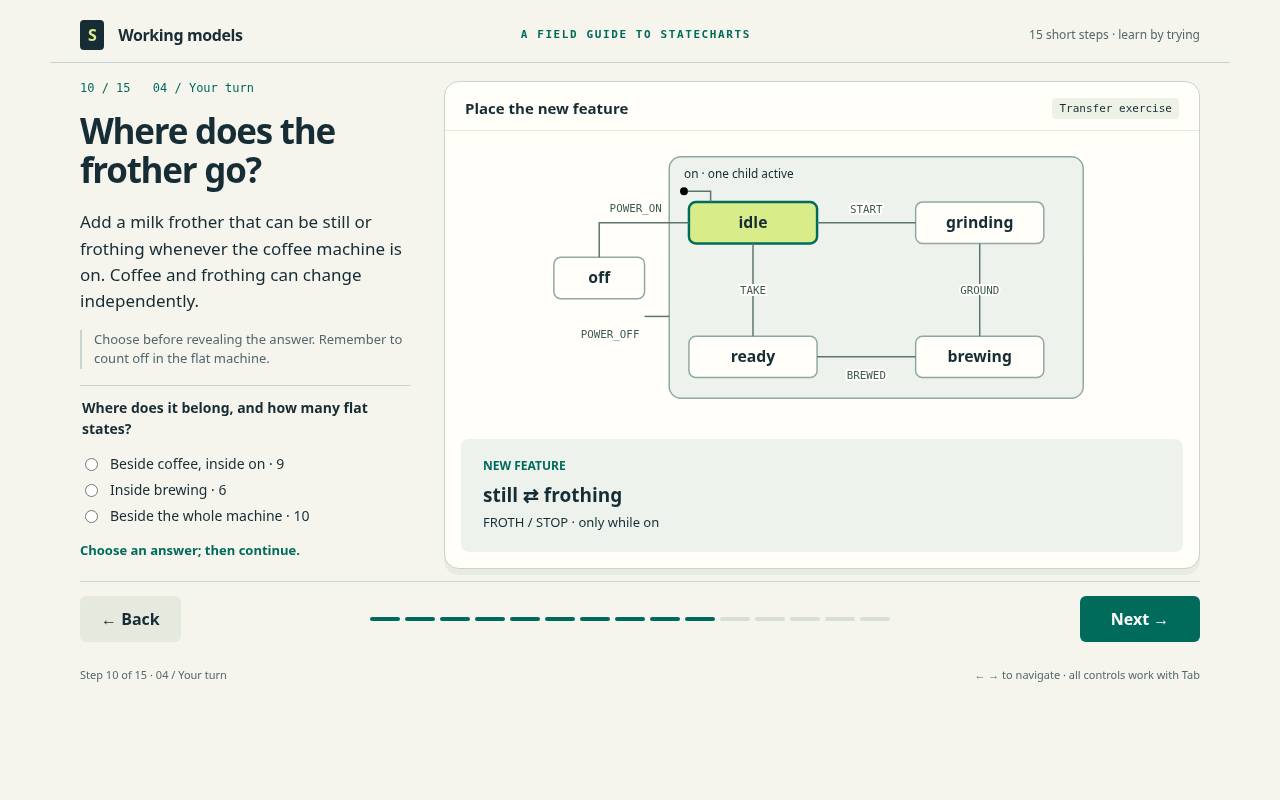 S Working models
A FIELD GUIDE TO STATECHARTS
15 short steps · learn by trying
10 / 15 04 / Your turn
Where does the
frother go?
Add a milk frother that can be still or
frothing whenever the coffee machine is
on. Coffee and frothing can change
independently.
Choose before revealing the answer. Remember to
count off in the flat machine.
Where does it belong, and how many flat
states?
Beside coffee, inside on · 9
Inside brewing · 6
Beside the whole machine · 10
Choose an answer; then continue.
Place the new feature
Transfer exercise
on · one child active
POWER_ON
idle
START
grinding
off
TAKE
GROUND
POWER_OFF
ready
BREWED
brewing
NEW FEATURE
still ⇄ frothing
FROTH / STOP · only while on
← Back
Next →
Step 10 of 15 · 04 / Your turn
← → to navigate · all controls work with Tab